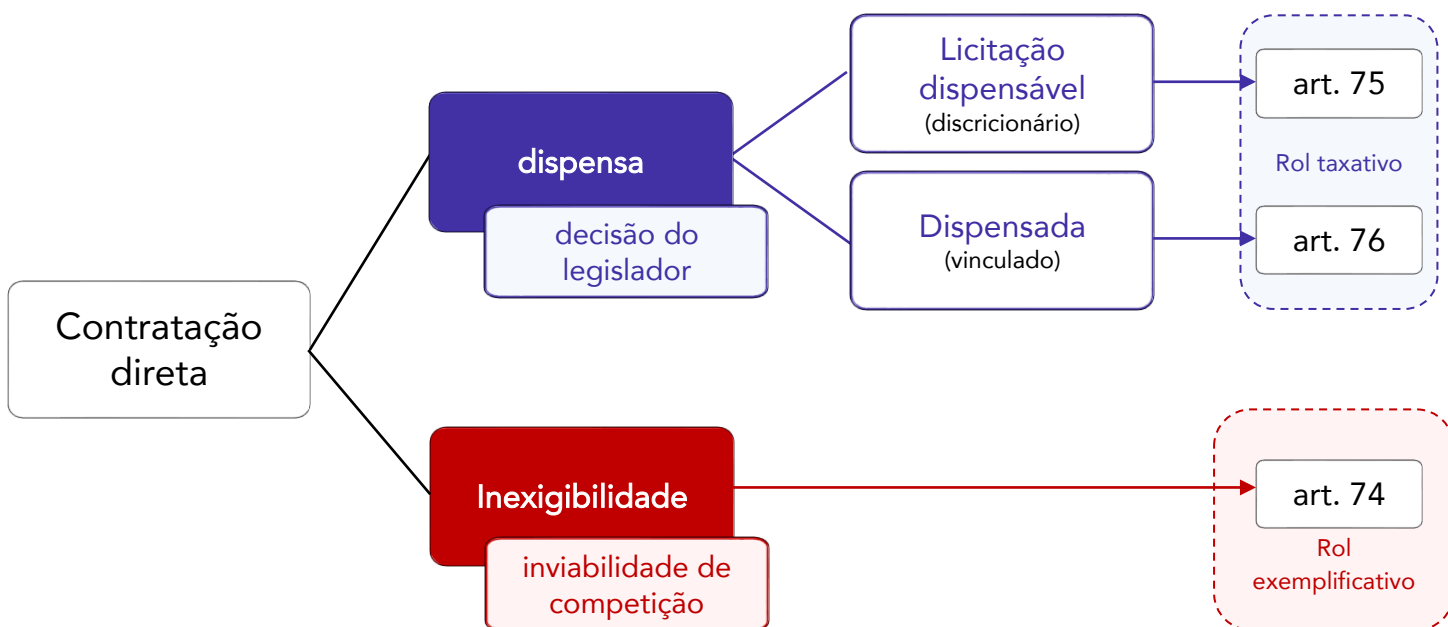 Contratação
direta
dispensa
decisão do
legislador
Licitação
dispensável
(discricionário)
art. 75
Rol taxativo
Dispensada
(vinculado)
art. 76
Inexigibilidade
inviabilidade de
competição
art. 74
Rol
exemplificativo